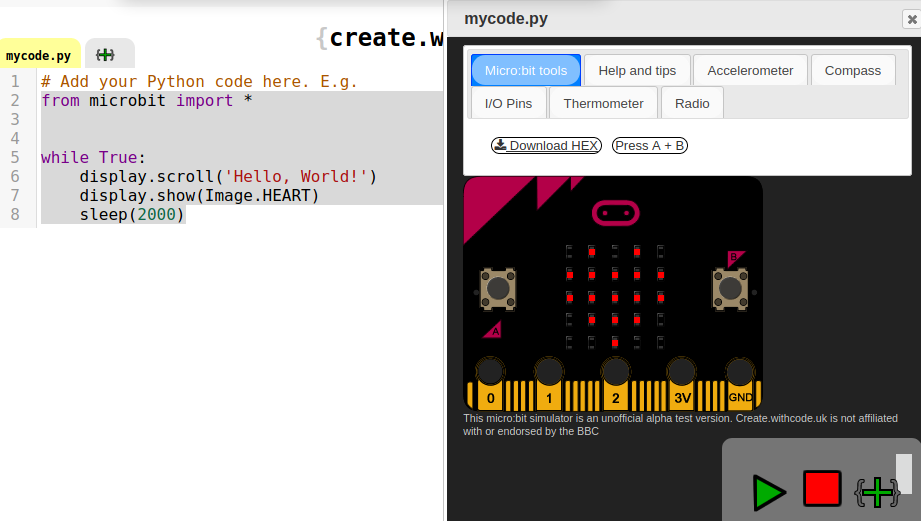 {create.w
mycode.py
{+}
1 # Add your Python code here. E.g.
2 from microbit import *
3
4
5 while True:
6 display.scroll('Hello, World!')
7 display.show(Image.HEART)
8 sleep(2000)
mycode.py
×
Micro:bit tools Help and tips Accelerometer Compass
I/O Pins Thermometer Radio
Download HEX Press A + B
B
A
0 1 2 3V GND
This micro:bit simulator is an unofficial alpha test version. Create.withcode.uk is not affiliated
with or endorsed by the BBC
{+}